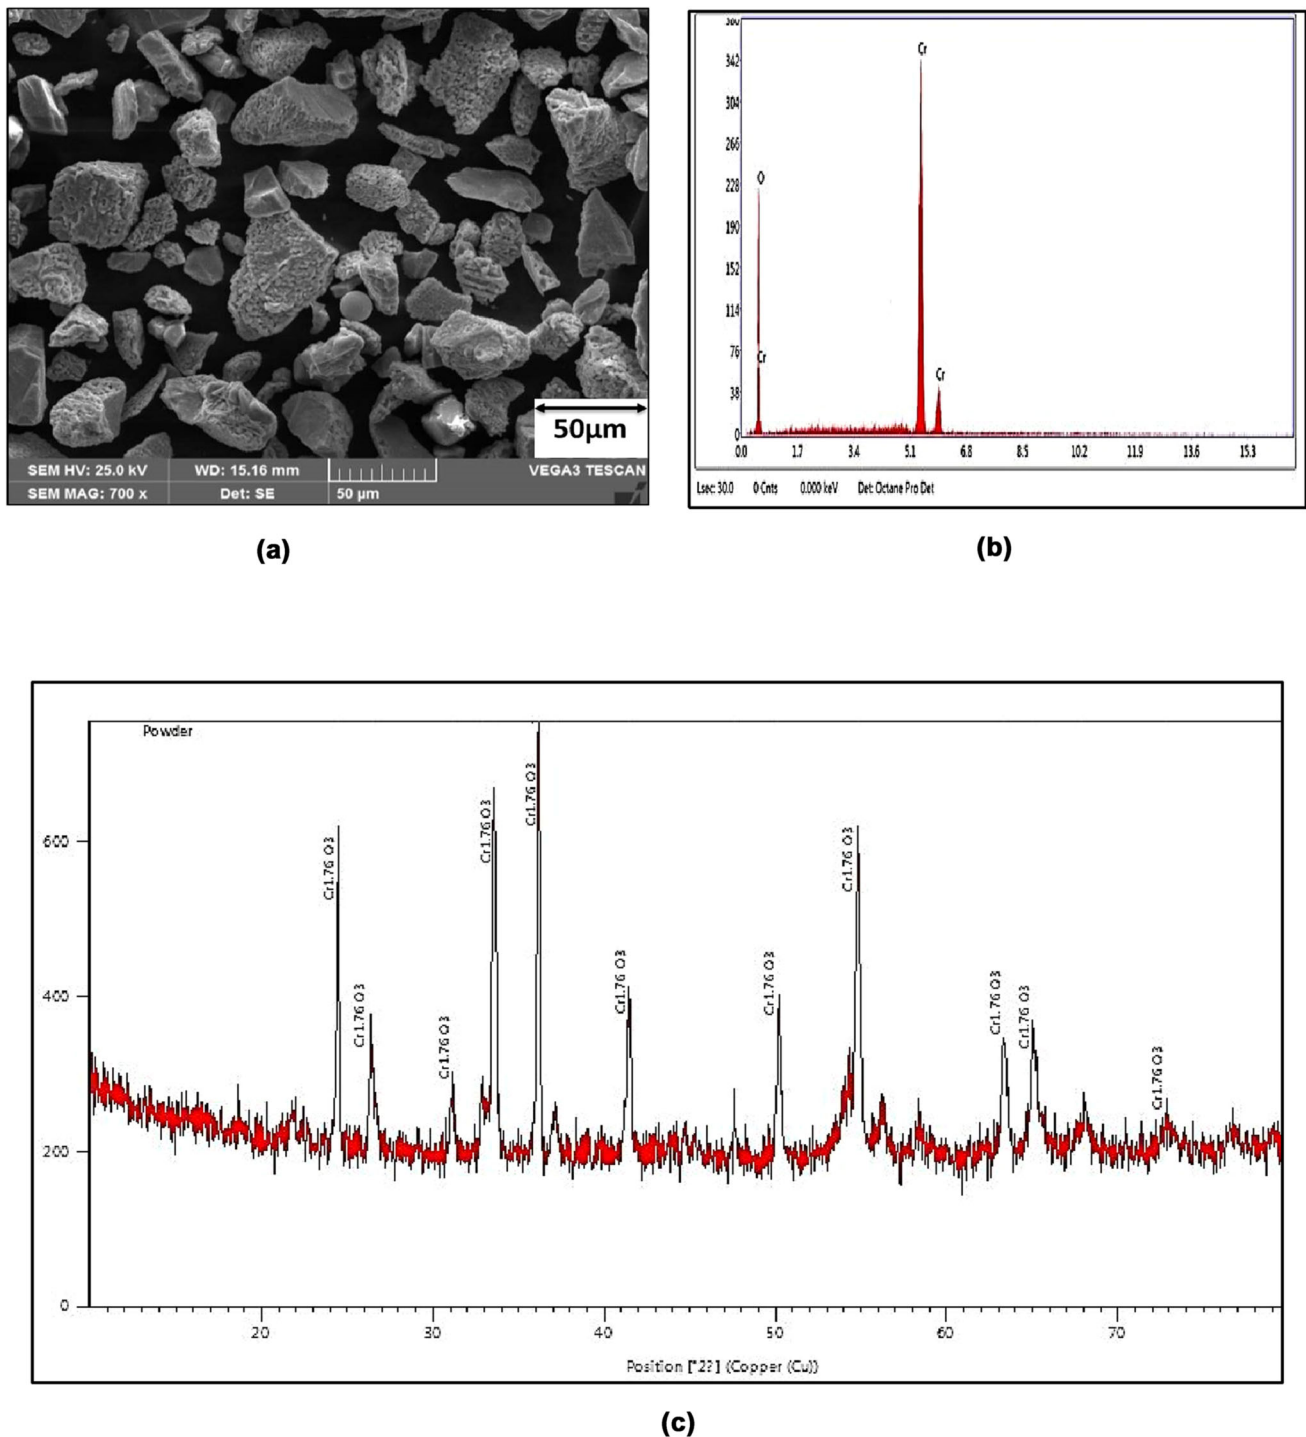 50µm
SEM HV: 25.0 kV WD: 15.16 mm VEGA3 TESCAN
SEM MAG: 700 x Det: SE 50 µm
(a)
342
304
266
228
190
152
114
76
38
0
Cr
O
Cr
Cr
0.0 1.7 3.4 5.1 6.8 8.5 10.2 11.9 13.6 15.3
Lsec: 30.0 0 Cnts 0.000 keV Det: Octane Pro Det
(b)
Powder
600
400
200
0
Cr1.76 O3
Cr1.76 O3
Cr1.76 O3
Cr1.76 O3
Cr1.76 O3
Cr1.76 O3
Cr1.76 O3
Cr1.76 O3
Cr1.76 O3
Cr1.76 O3
Cr1.76 O3
20 30 40 50 60 70
Position [°2?] (Copper (Cu))
(c)